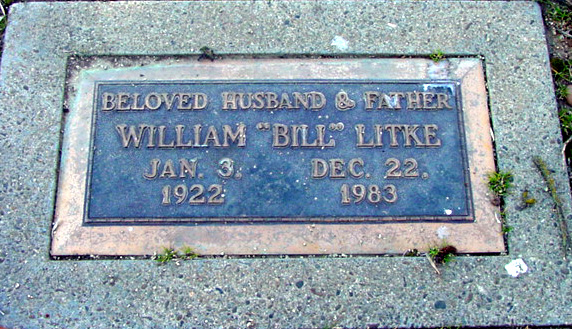 BELOVED HUSBAND & FATHER
WILLIAM "BILL" LITKE
JAN. 3. DEC. 22.
1922 1983